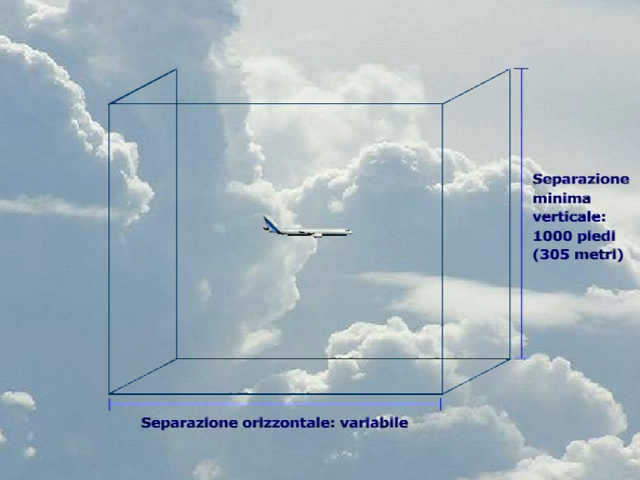 Separazione
minima
verticale:
1000 piedi
(305 metri)
Separazione orizzontale: variabile